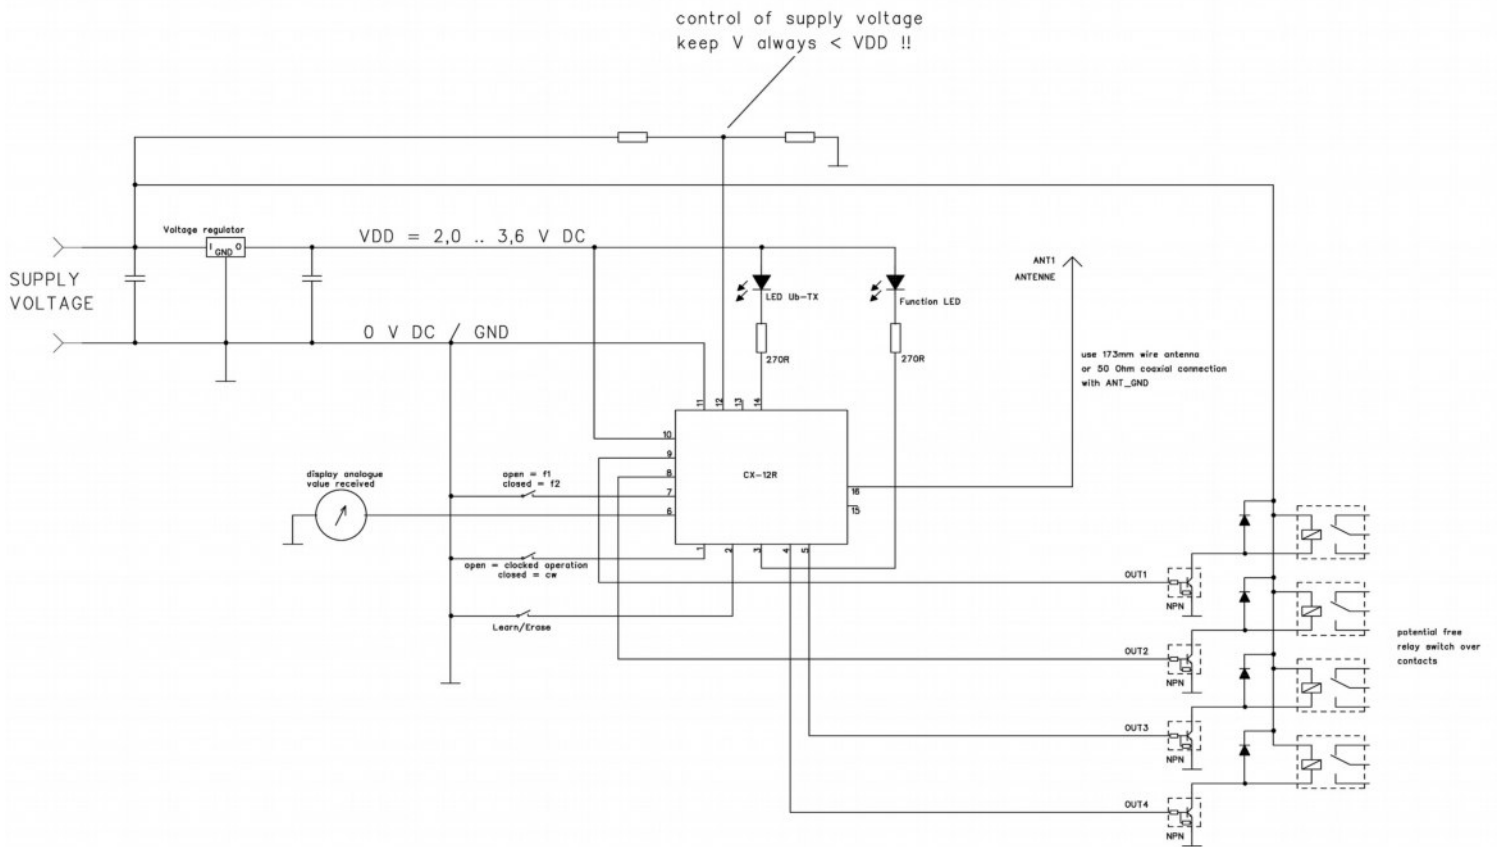 control of supply voltage
keep V always < VDD !!
Voltage regulator
I
GND
O
VDD = 2,0 .. 3,6 V DC
SUPPLY
VOLTAGE
0 V DC / GND
LED Ub-TX
270R
Function LED
270R
ANT1
ANTENNE
use 173mm wire antenna
or 50 Ohm coaxial connection
with ANT_GND
11
12
13
14
10
9
8
7
6
CX-12R
16
15
1
2
3
4
5
display analogue
value received
open = f1
closed = f2
open = clocked operation
closed = cw
Learn/Erase
OUT1
NPN
OUT2
NPN
OUT3
NPN
OUT4
NPN
potential free
relay switch over
contacts